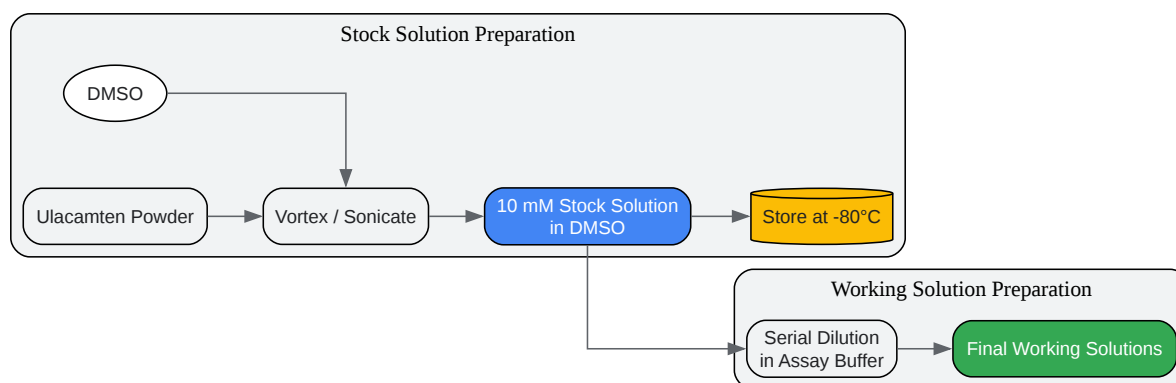 Stock Solution Preparation
DMSO
Ulacamten Powder
Vortex / Sonicate
10 mM Stock Solution
in DMSO
Store at -80°C
Working Solution Preparation
Serial Dilution
in Assay Buffer
Final Working Solutions